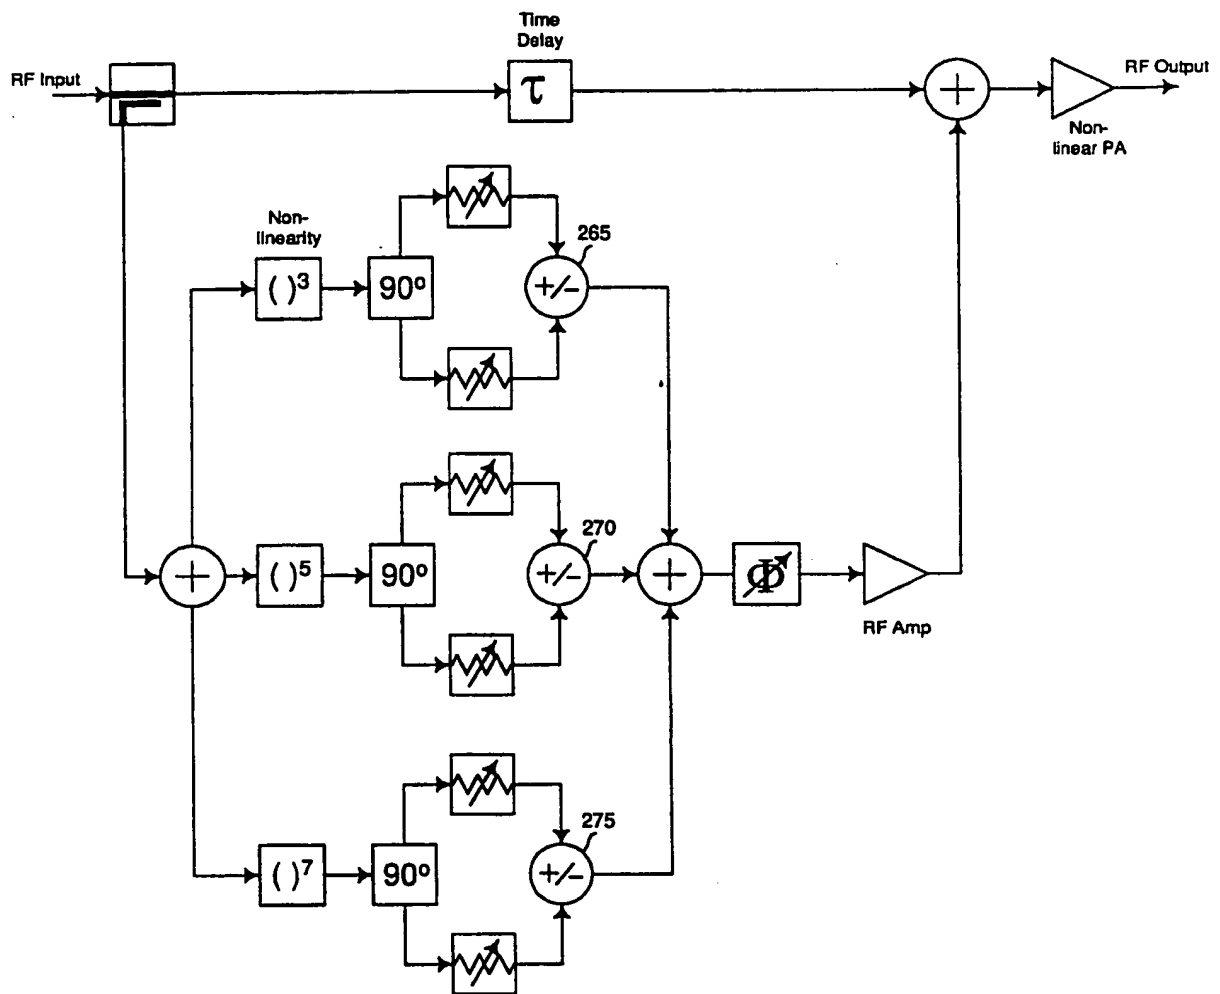 Time
Delay
RF Input
τ
+
RF Output
Non-
linear PA
Non-
linearity
265
( )3
90º
+/-
270
+
( )5
90º
+/-
+
Φ
RF Amp
275
( )7
90º
+/-